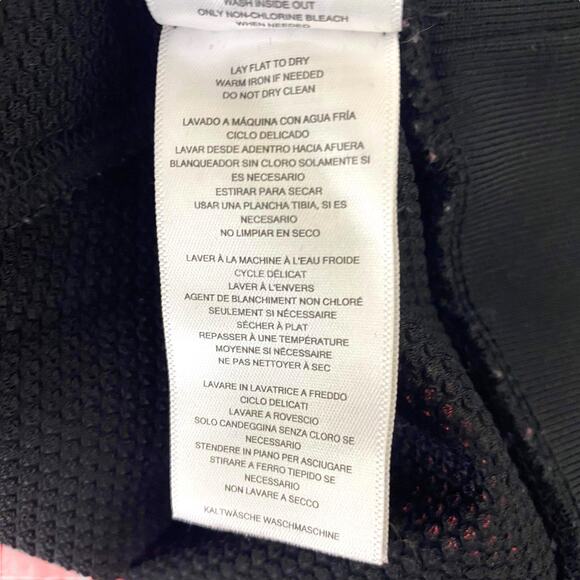 WASH INSIDE OUT
ONLY NON-CHLORINE BLEACH
WHEN NEEDED
LAY FLAT TO DRY
WARM IRON IF NEEDED
DO NOT DRY CLEAN
LAVADO A MÁQUINA CON AGUA FRÍA
CICLO DELICADO
LAVAR DESDE ADENTRO HACIA AFUERA
BLANQUEADOR SIN CLORO SOLAMENTE SI
ES NECESARIO
ESTIRAR PARA SECAR
USAR UNA PLANCHA TIBIA, SI ES
NECESARIO
NO LIMPIAR EN SECO
LAVER À LA MACHINE À L'EAU FROIDE
CYCLE DÉLICAT
LAVER À L'ENVERS
AGENT DE BLANCHIMENT NON CHLORÉ
SEULEMENT SI NÉCESSAIRE
SÉCHER À PLAT
REPASSER À UNE TEMPÉRATURE
MOYENNE SI NÉCESSAIRE
NE PAS NETTOYER À SEC
LAVARE IN LAVATRICE A FREDDO
CICLO DELICATI
LAVARE A ROVESCIO
SOLO CANDEGGINA SENZA CLORO SE
NECESSARIO
STENDERE IN PIANO PER ASCIUGARE
STIRARE A FERRO TIEPIDO SE
NECESSARIO
NON LAVARE A SECCO
KALTWÄSCHE WASCHMASCHINE